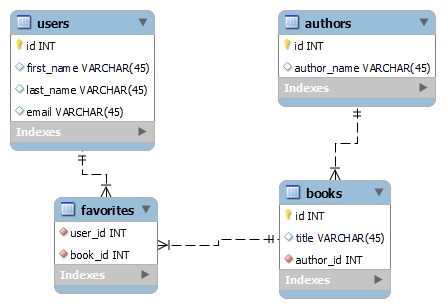 users
id INT
first_name VARCHAR(45)
last_name VARCHAR(45)
email VARCHAR(45)
Indexes
authors
id INT
author_name VARCHAR(45)
Indexes
favorites
user_id INT
book_id INT
Indexes
books
id INT
title VARCHAR(45)
author_id INT
Indexes